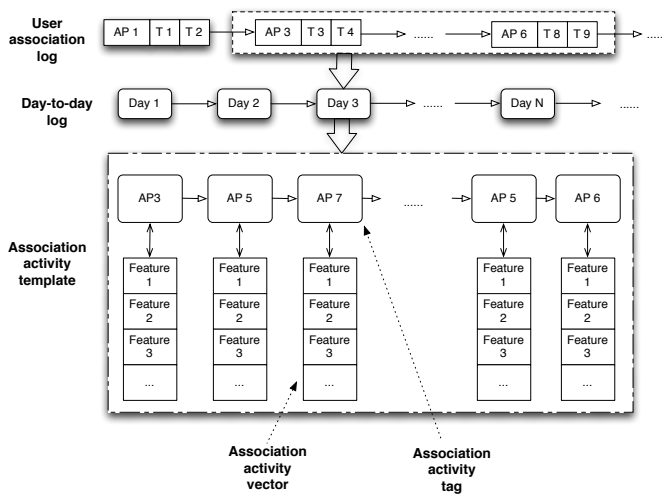 User association log
AP 1 T 1 T 2 AP 3 T 3 T 4 ...... AP 6 T 8 T 9 .....
Day-to-day log
Day 1 Day 2 Day 3 ...... Day N ......
Association activity template
AP3 AP 5 AP 7 ...... AP 5 AP 6
Feature 1 Feature 1 Feature 1 Feature 1 Feature 1
Feature 2 Feature 2 Feature 2 Feature 2 Feature 2
Feature 3 Feature 3 Feature 3 Feature 3 Feature 3
... ... ... ... ...
Association activity vector
Association activity tag